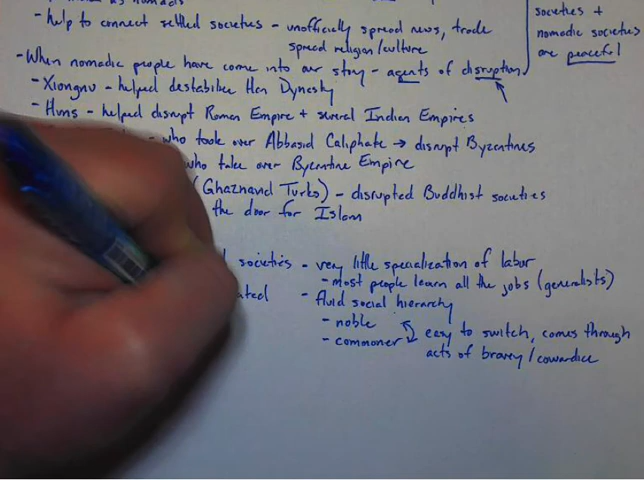 - help to connect settled societies - unofficially spread news, trade
spread religion/culture
societies +
nomadic societies
are peaceful
- When nomadic people have come into our story - agents of disruption
- Xiongnu - helped destabilize Han Dynasty
- Huns - helped disrupt Roman Empire + several Indian Empires
- who took over Abbasid Caliphate → disrupt Byzantines
who take over Byzantine Empire
(Ghaznavid Turks) - disrupted Buddhist societies
the door for Islam
societies - very little specialization of labor
- most people learn all the jobs (generalists)
- fluid social hierarchy
- noble
- commoner
easy to switch, comes through
acts of bravery/cowardice